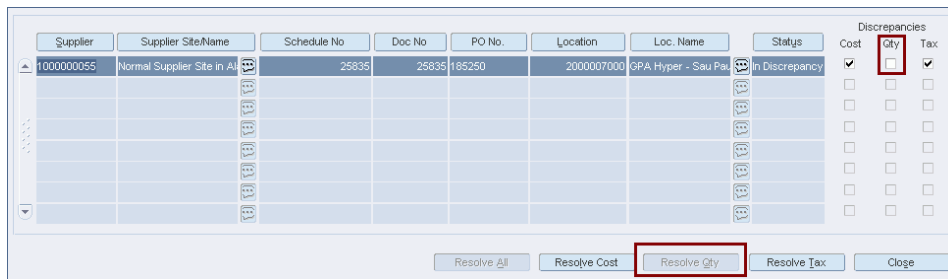 Discrepancies
Supplier Supplier Site/Name Schedule No Doc No PO No. Location Loc. Name Status Cost Qty Tax
1000000055 Normal Supplier Site in Al 25835 25835 185250 2000007000 GPA Hyper - Sau Pau In Discrepancy
Resolve All Resolve Cost Resolve Qty Resolve Tax Close